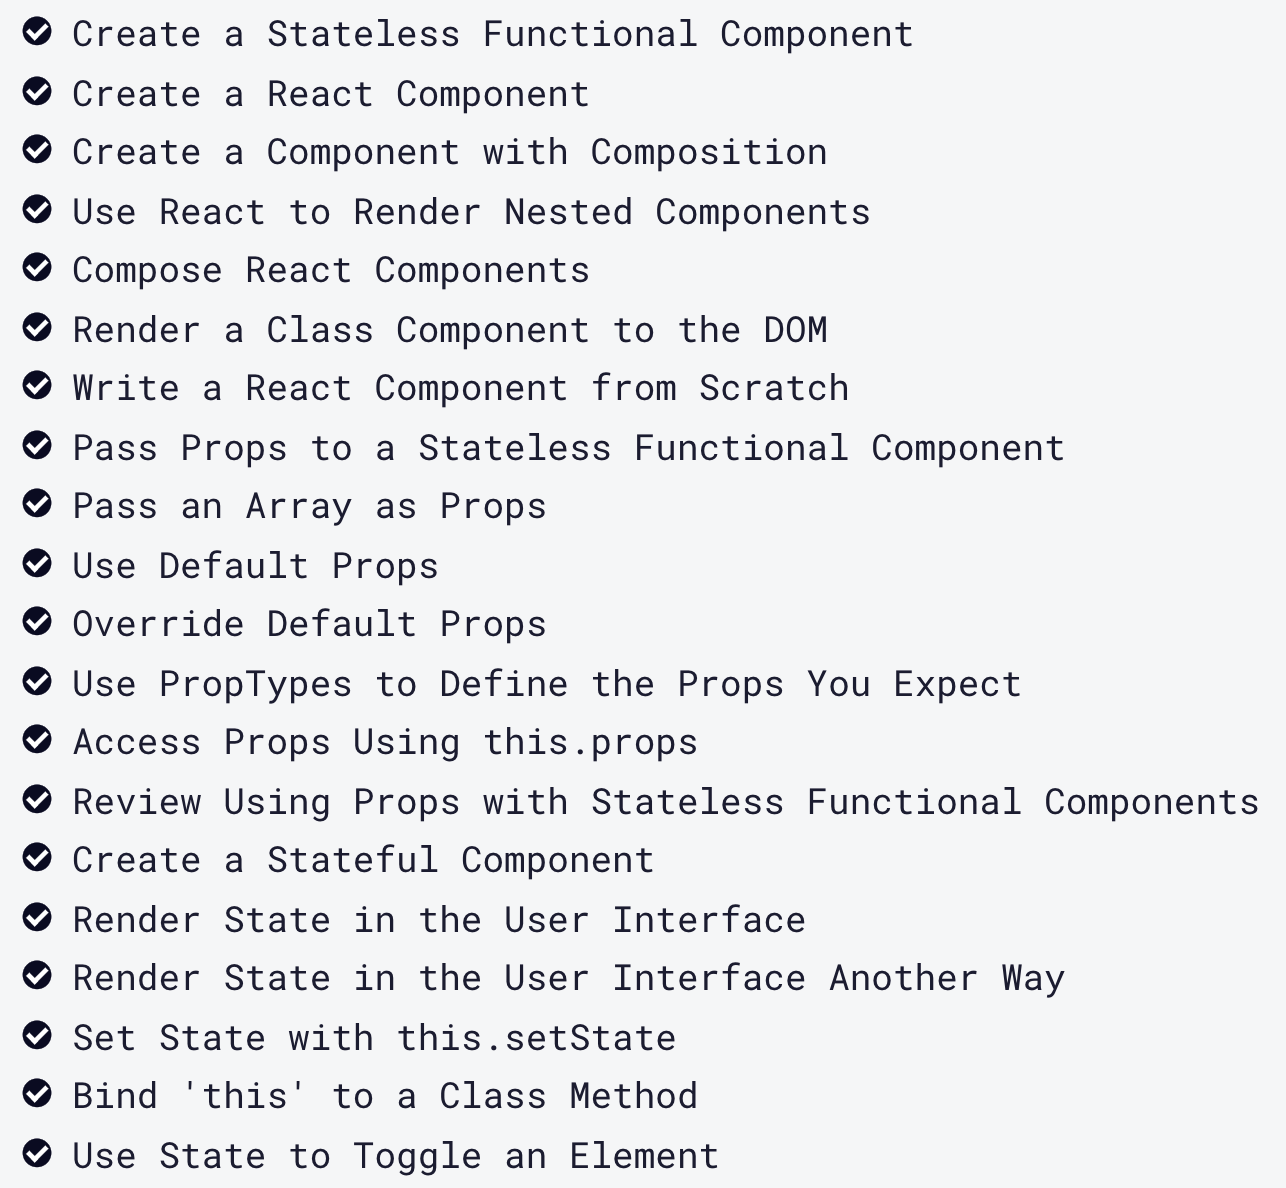 Create a Stateless Functional Component
Create a React Component
Create a Component with Composition
Use React to Render Nested Components
Compose React Components
Render a Class Component to the DOM
Write a React Component from Scratch
Pass Props to a Stateless Functional Component
Pass an Array as Props
Use Default Props
Override Default Props
Use PropTypes to Define the Props You Expect
Access Props Using this.props
Review Using Props with Stateless Functional Components
Create a Stateful Component
Render State in the User Interface
Render State in the User Interface Another Way
Set State with this.setState
Bind 'this' to a Class Method
Use State to Toggle an Element